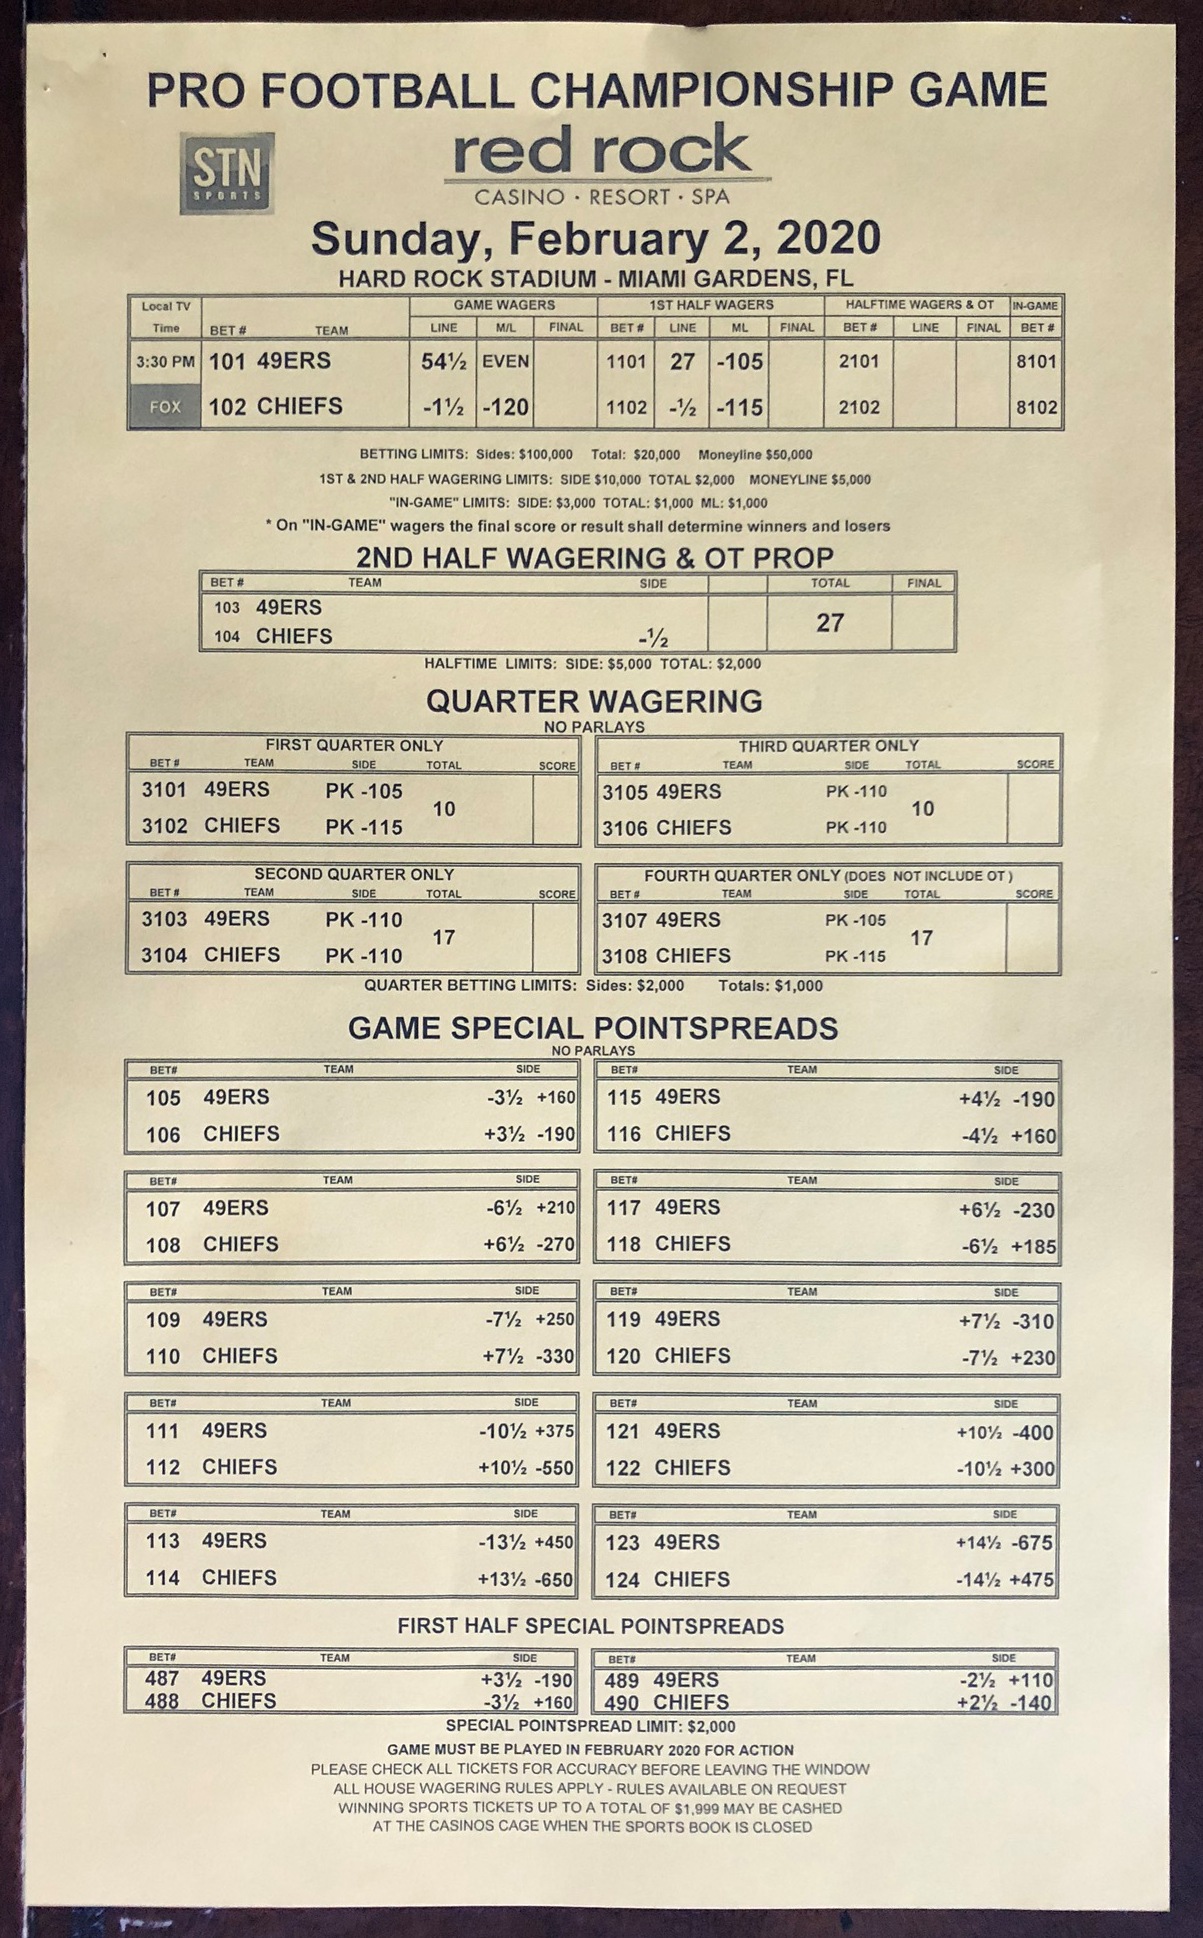 PRO FOOTBALL CHAMPIONSHIP GAME
STN
SPORTS
red rock
CASINO · RESORT · SPA
Sunday, February 2, 2020
HARD ROCK STADIUM - MIAMI GARDENS, FL
Local TV GAME WAGERS 1ST HALF WAGERS HALFTIME WAGERS & OT IN-GAME
Time BET # TEAM LINE M/L FINAL BET # LINE ML FINAL BET # LINE FINAL BET #
3:30 PM 101 49ERS 54½ EVEN 1101 27 -105 2101 8101
FOX 102 CHIEFS -1½ -120 1102 -½ -115 2102 8102
BETTING LIMITS: Sides: $100,000 Total: $20,000 Moneyline $50,000
1ST & 2ND HALF WAGERING LIMITS: SIDE $10,000 TOTAL $2,000 MONEYLINE $5,000
"IN-GAME" LIMITS: SIDE: $3,000 TOTAL: $1,000 ML: $1,000
* On "IN-GAME" wagers the final score or result shall determine winners and losers
2ND HALF WAGERING & OT PROP
BET # TEAM SIDE TOTAL FINAL
103 49ERS
27
104 CHIEFS -½
HALFTIME LIMITS: SIDE: $5,000 TOTAL: $2,000
QUARTER WAGERING
NO PARLAYS
FIRST QUARTER ONLY
BET # TEAM SIDE TOTAL SCORE
3101 49ERS PK -105
10
3102 CHIEFS PK -115
THIRD QUARTER ONLY
BET # TEAM SIDE TOTAL SCORE
3105 49ERS PK -110
10
3106 CHIEFS PK -110
SECOND QUARTER ONLY
BET # TEAM SIDE TOTAL SCORE
3103 49ERS PK -110
17
3104 CHIEFS PK -110
FOURTH QUARTER ONLY (DOES NOT INCLUDE OT )
BET # TEAM SIDE TOTAL SCORE
3107 49ERS PK -105
17
3108 CHIEFS PK -115
QUARTER BETTING LIMITS: Sides: $2,000 Totals: $1,000
GAME SPECIAL POINTSPREADS
NO PARLAYS
BET# TEAM SIDE
105 49ERS -3½ +160
106 CHIEFS +3½ -190
BET# TEAM SIDE
115 49ERS +4½ -190
116 CHIEFS -4½ +160
BET# TEAM SIDE
107 49ERS -6½ +210
108 CHIEFS +6½ -270
BET# TEAM SIDE
117 49ERS +6½ -230
118 CHIEFS -6½ +185
BET# TEAM SIDE
109 49ERS -7½ +250
110 CHIEFS +7½ -330
BET# TEAM SIDE
119 49ERS +7½ -310
120 CHIEFS -7½ +230
BET# TEAM SIDE
111 49ERS -10½ +375
112 CHIEFS +10½ -550
BET# TEAM SIDE
121 49ERS +10½ -400
122 CHIEFS -10½ +300
BET# TEAM SIDE
113 49ERS -13½ +450
114 CHIEFS +13½ -650
BET# TEAM SIDE
123 49ERS +14½ -675
124 CHIEFS -14½ +475
FIRST HALF SPECIAL POINTSPREADS
BET# TEAM SIDE
487 49ERS +3½ -190
488 CHIEFS -3½ +160
BET# TEAM SIDE
489 49ERS -2½ +110
490 CHIEFS +2½ -140
SPECIAL POINTSPREAD LIMIT: $2,000
GAME MUST BE PLAYED IN FEBRUARY 2020 FOR ACTION
PLEASE CHECK ALL TICKETS FOR ACCURACY BEFORE LEAVING THE WINDOW
ALL HOUSE WAGERING RULES APPLY - RULES AVAILABLE ON REQUEST
WINNING SPORTS TICKETS UP TO A TOTAL OF $1,999 MAY BE CASHED
AT THE CASINOS CAGE WHEN THE SPORTS BOOK IS CLOSED